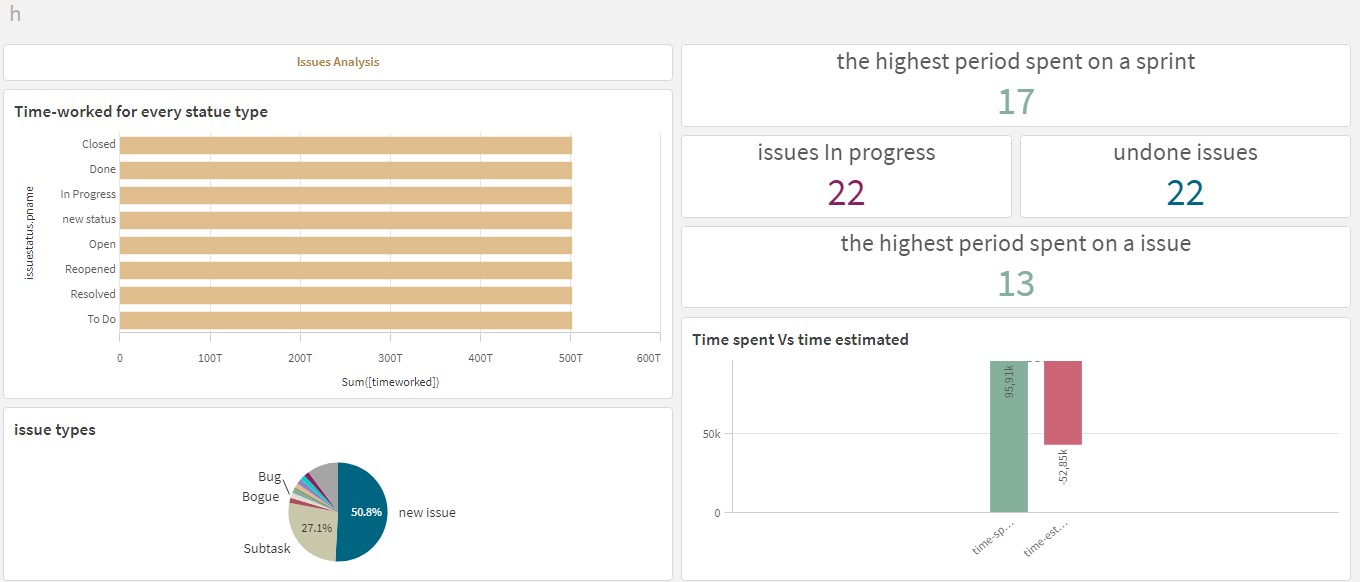 h
Issues Analysis
Time-worked for every statue type
issuestatus.pname
Closed
Done
In Progress
new status
Open
Reopened
Resolved
To Do
0 100T 200T 300T 400T 500T 600T
Sum([timeworked])
issue types
Bug
Bogue
Subtask
27.1%
50.8%
new issue
the highest period spent on a sprint
17
issues In progress
22
undone issues
22
the highest period spent on a issue
13
Time spent Vs time estimated
50k
0
95,91k
-52,85k
time-sp...
time-est...